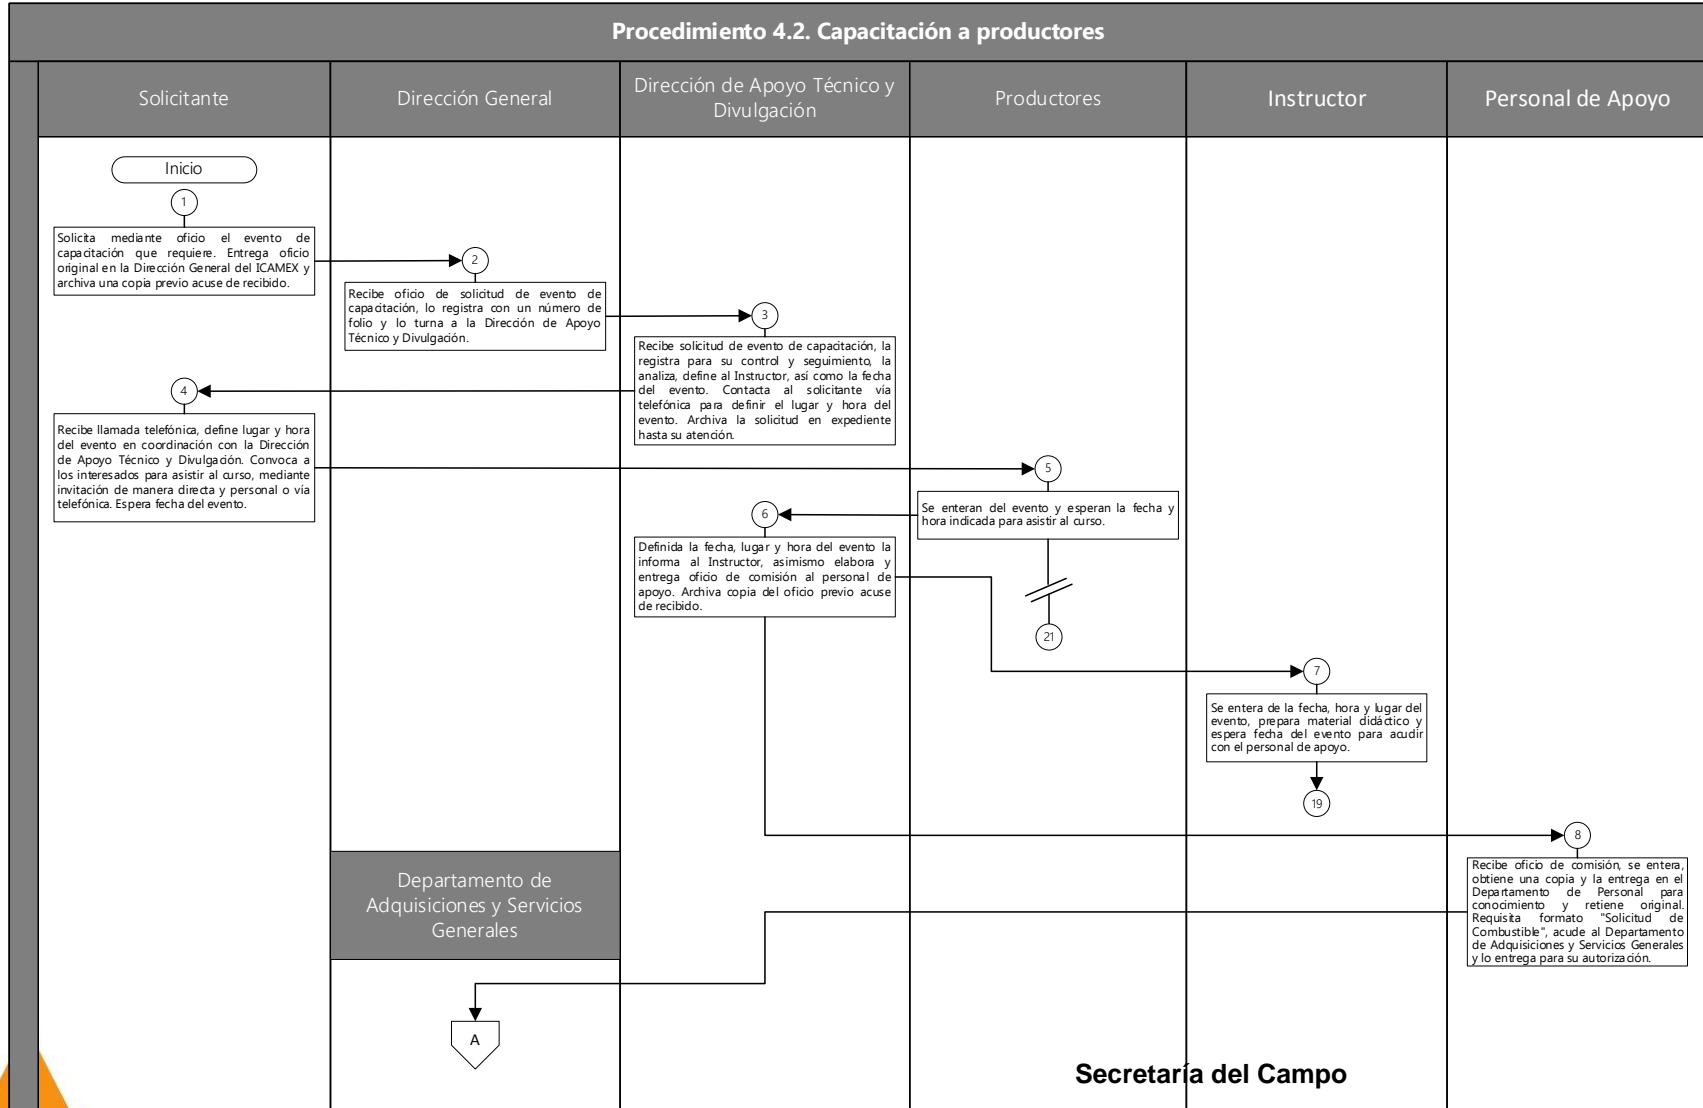 Procedimiento 4.2. Capacitación a productores
Solicitante
Dirección General
Dirección de Apoyo Técnico y
Divulgación
Productores
Instructor
Personal de Apoyo
Inicio
1
Solicita mediante oficio el evento de
capacitación que requiere. Entrega oficio
original en la Dirección General del ICAMEX y
archiva una copia previo acuse de recibido.
2
Recibe oficio de solicitud de evento de
capacitación, lo registra con un número de
folio y lo turna a la Dirección de Apoyo
Técnico y Divulgación.
3
Recibe solicitud de evento de capacitación, la
registra para su control y seguimiento, la
analiza, define al Instructor, así como la fecha
del evento. Contacta al solicitante vía
telefónica para definir el lugar y hora del
evento. Archiva la solicitud en expediente
hasta su atención.
4
Recibe llamada telefónica, define lugar y hora
del evento en coordinación con la Dirección
de Apoyo Técnico y Divulgación. Convoca a
los interesados para asistir al curso, mediante
invitación de manera directa y personal o vía
telefónica. Espera fecha del evento.
5
Se enteran del evento y esperan la fecha y
hora indicada para asistir al curso.
21
6
Definida la fecha, lugar y hora del evento la
informa al Instructor, asimismo elabora y
entrega oficio de comisión al personal de
apoyo. Archiva copia del oficio previo acuse
de recibido.
7
Se entera de la fecha, hora y lugar del
evento, prepara material didáctico y
espera fecha del evento para acudir
con el personal de apoyo.
19
8
Recibe oficio de comisión, se entera,
obtiene una copia y la entrega en el
Departamento de Personal para
conocimiento y retiene original.
Requisita formato "Solicitud de
Combustible", acude al Departamento
de Adquisiciones y Servicios Generales
y lo entrega para su autorización.
Departamento de
Adquisiciones y Servicios
Generales
A
Secretaría del Campo